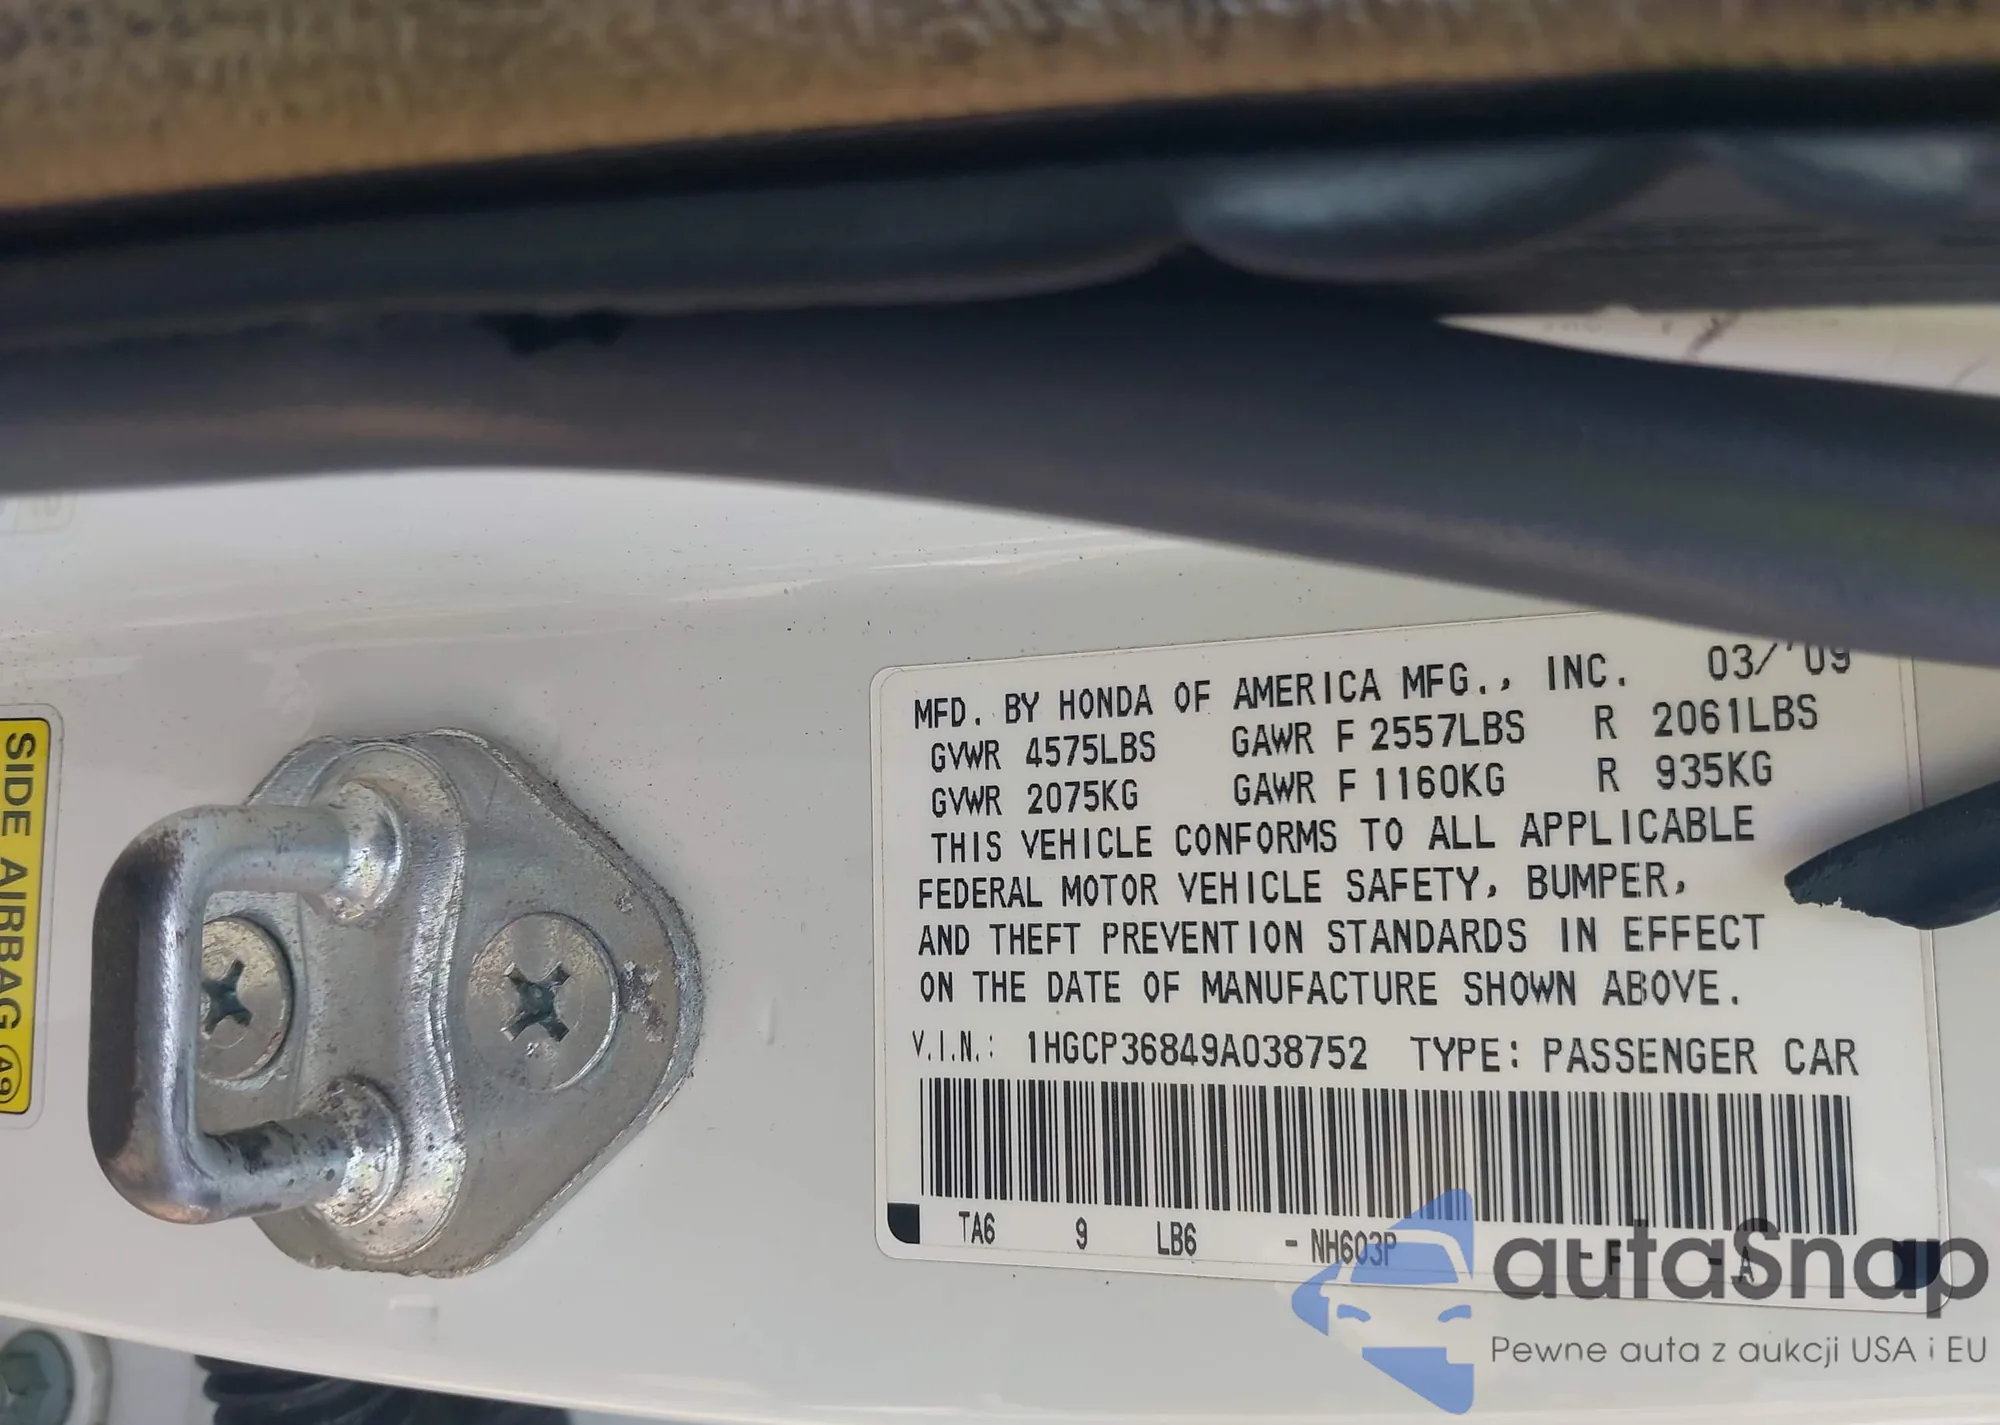 MFD. BY HONDA OF AMERICA MFG., INC. 03/'09
GVWR 4575LBS GAWR F 2557LBS R 2061LBS
GVWR 2075KG GAWR F 1160KG R 935KG
THIS VEHICLE CONFORMS TO ALL APPLICABLE
FEDERAL MOTOR VEHICLE SAFETY, BUMPER,
AND THEFT PREVENTION STANDARDS IN EFFECT
ON THE DATE OF MANUFACTURE SHOWN ABOVE.
V.I.N.: 1HGCP36849A038752 TYPE: PASSENGER CAR
TA6 9 LB6 - NH603P F - A
SIDE AIRBAG A9
autaSnap
Pewne auta z aukcji USA i EU